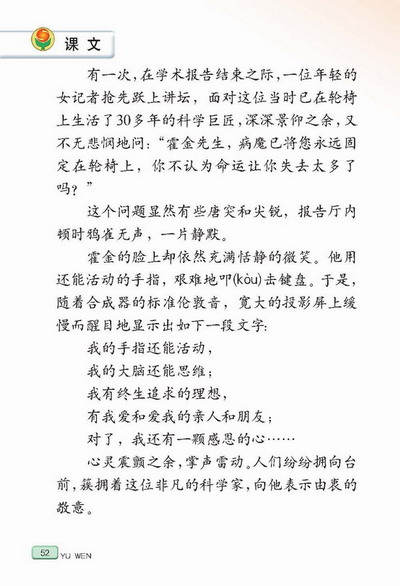 课文
有一次，在学术报告结束之际，一位年轻的
女记者抢先跃上讲坛，面对这位当时已在轮椅
上生活了30多年的科学巨匠，深深景仰之余，又
不无悲悯地问：“霍金先生，病魔已将您永远固
定在轮椅上，你不认为命运让你失去太多了
吗？”
这个问题显然有些唐突和尖锐，报告厅内
顿时鸦雀无声，一片静默。
霍金的脸上却依然充满恬静的微笑。他用
还能活动的手指，艰难地叩(kòu)击键盘。于是，
随着合成器的标准伦敦音，宽大的投影屏上缓
慢而醒目地显示出如下一段文字：
我的手指还能活动，
我的大脑还能思维；
我有终生追求的理想，
有我爱和爱我的亲人和朋友；
对了，我还有一颗感恩的心……
心灵震颤之余，掌声雷动。人们纷纷拥向台
前，簇拥着这位非凡的科学家，向他表示由衷的
敬意。
52
YU WEN